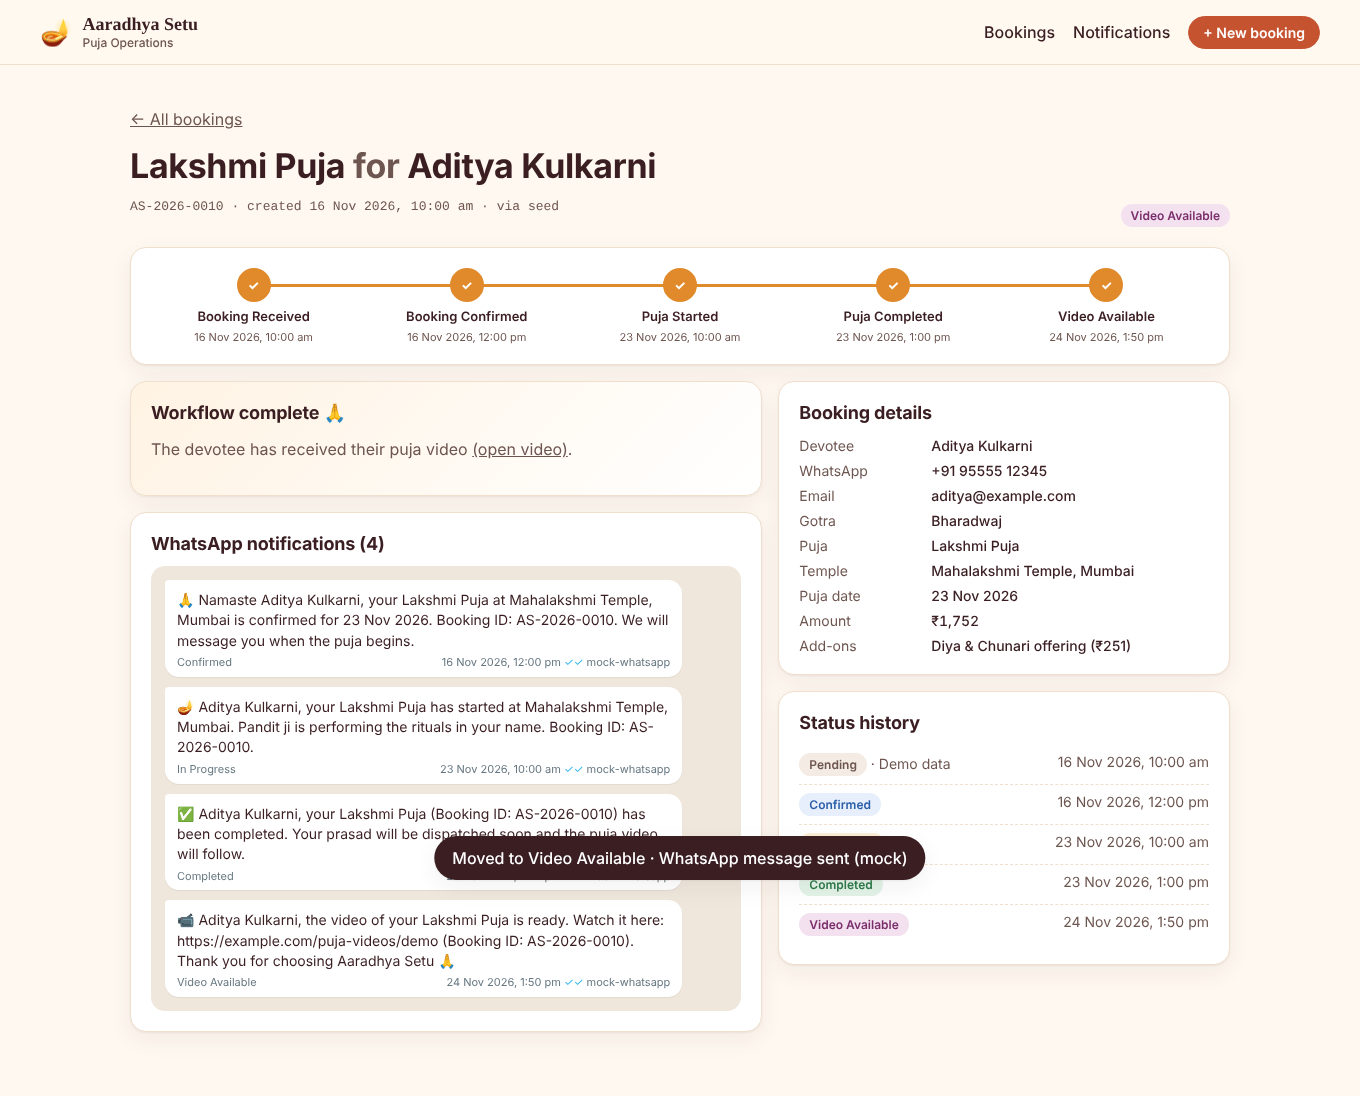 Aaradhya Setu
Puja Operations
Bookings
Notifications
+ New booking
← All bookings
Lakshmi Puja for Aditya Kulkarni
AS-2026-0010 · created 16 Nov 2026, 10:00 am · via seed
Video Available
Booking Received
16 Nov 2026, 10:00 am
Booking Confirmed
16 Nov 2026, 12:00 pm
Puja Started
23 Nov 2026, 10:00 am
Puja Completed
23 Nov 2026, 1:00 pm
Video Available
24 Nov 2026, 1:50 pm
Workflow complete 🙏
The devotee has received their puja video (open video).
WhatsApp notifications (4)
🙏 Namaste Aditya Kulkarni, your Lakshmi Puja at Mahalakshmi Temple,
Mumbai is confirmed for 23 Nov 2026. Booking ID: AS-2026-0010. We will
message you when the puja begins.
Confirmed
16 Nov 2026, 12:00 pm ✓✓ mock-whatsapp
🪔 Aditya Kulkarni, your Lakshmi Puja has started at Mahalakshmi Temple,
Mumbai. Pandit ji is performing the rituals in your name. Booking ID: AS-
2026-0010.
In Progress
23 Nov 2026, 10:00 am ✓✓ mock-whatsapp
✅ Aditya Kulkarni, your Lakshmi Puja (Booking ID: AS-2026-0010) has
been completed. Your prasad will be dispatched soon and the puja video
will follow.
Completed
📹 Aditya Kulkarni, the video of your Lakshmi Puja is ready. Watch it here:
https://example.com/puja-videos/demo (Booking ID: AS-2026-0010).
Thank you for choosing Aaradhya Setu 🙏
Video Available
24 Nov 2026, 1:50 pm ✓✓ mock-whatsapp
Booking details
Devotee Aditya Kulkarni
WhatsApp +91 95555 12345
Email aditya@example.com
Gotra Bharadwaj
Puja Lakshmi Puja
Temple Mahalakshmi Temple, Mumbai
Puja date 23 Nov 2026
Amount ₹1,752
Add-ons Diya & Chunari offering (₹251)
Status history
Pending · Demo data 16 Nov 2026, 10:00 am
Confirmed 16 Nov 2026, 12:00 pm
23 Nov 2026, 10:00 am
Completed 23 Nov 2026, 1:00 pm
Video Available 24 Nov 2026, 1:50 pm
Moved to Video Available · WhatsApp message sent (mock)